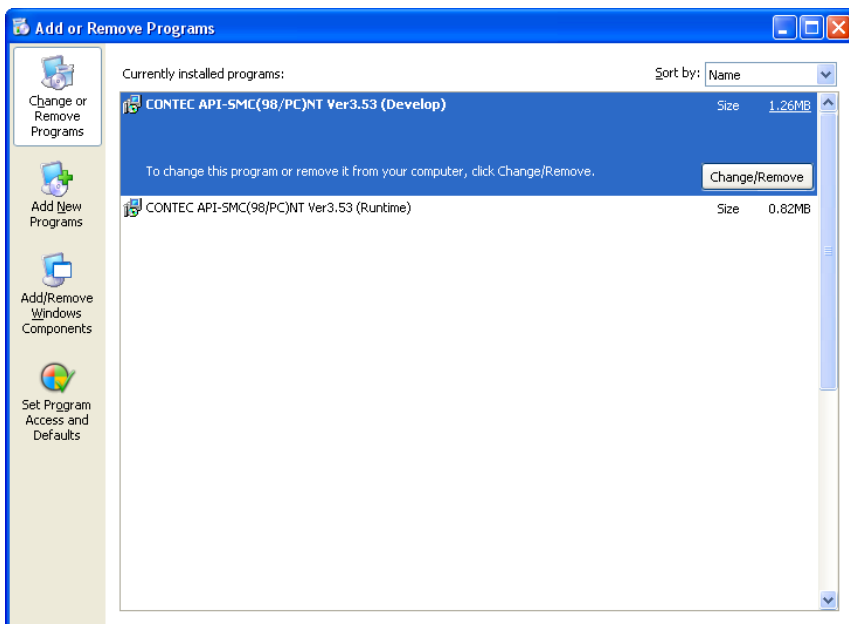 Add or Remove Programs
Change or
Remove
Programs
Add New
Programs
Add/Remove
Windows
Components
Set Program
Access and
Defaults
Currently installed programs:
Sort by: Name
CONTEC API-SMC(98/PC)NT Ver3.53 (Develop) Size 1.26MB
To change this program or remove it from your computer, click Change/Remove. Change/Remove
CONTEC API-SMC(98/PC)NT Ver3.53 (Runtime) Size 0.82MB